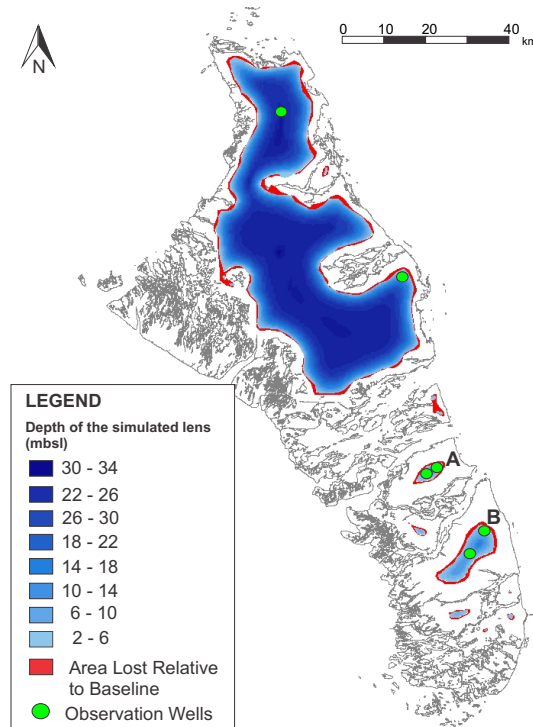 0 10 20 30 40
km
N
A
B
LEGEND
Depth of the simulated lens
(mbsl)
30 - 34
22 - 26
26 - 30
18 - 22
14 - 18
10 - 14
6 - 10
2 - 6
Area Lost Relative
to Baseline
Observation Wells